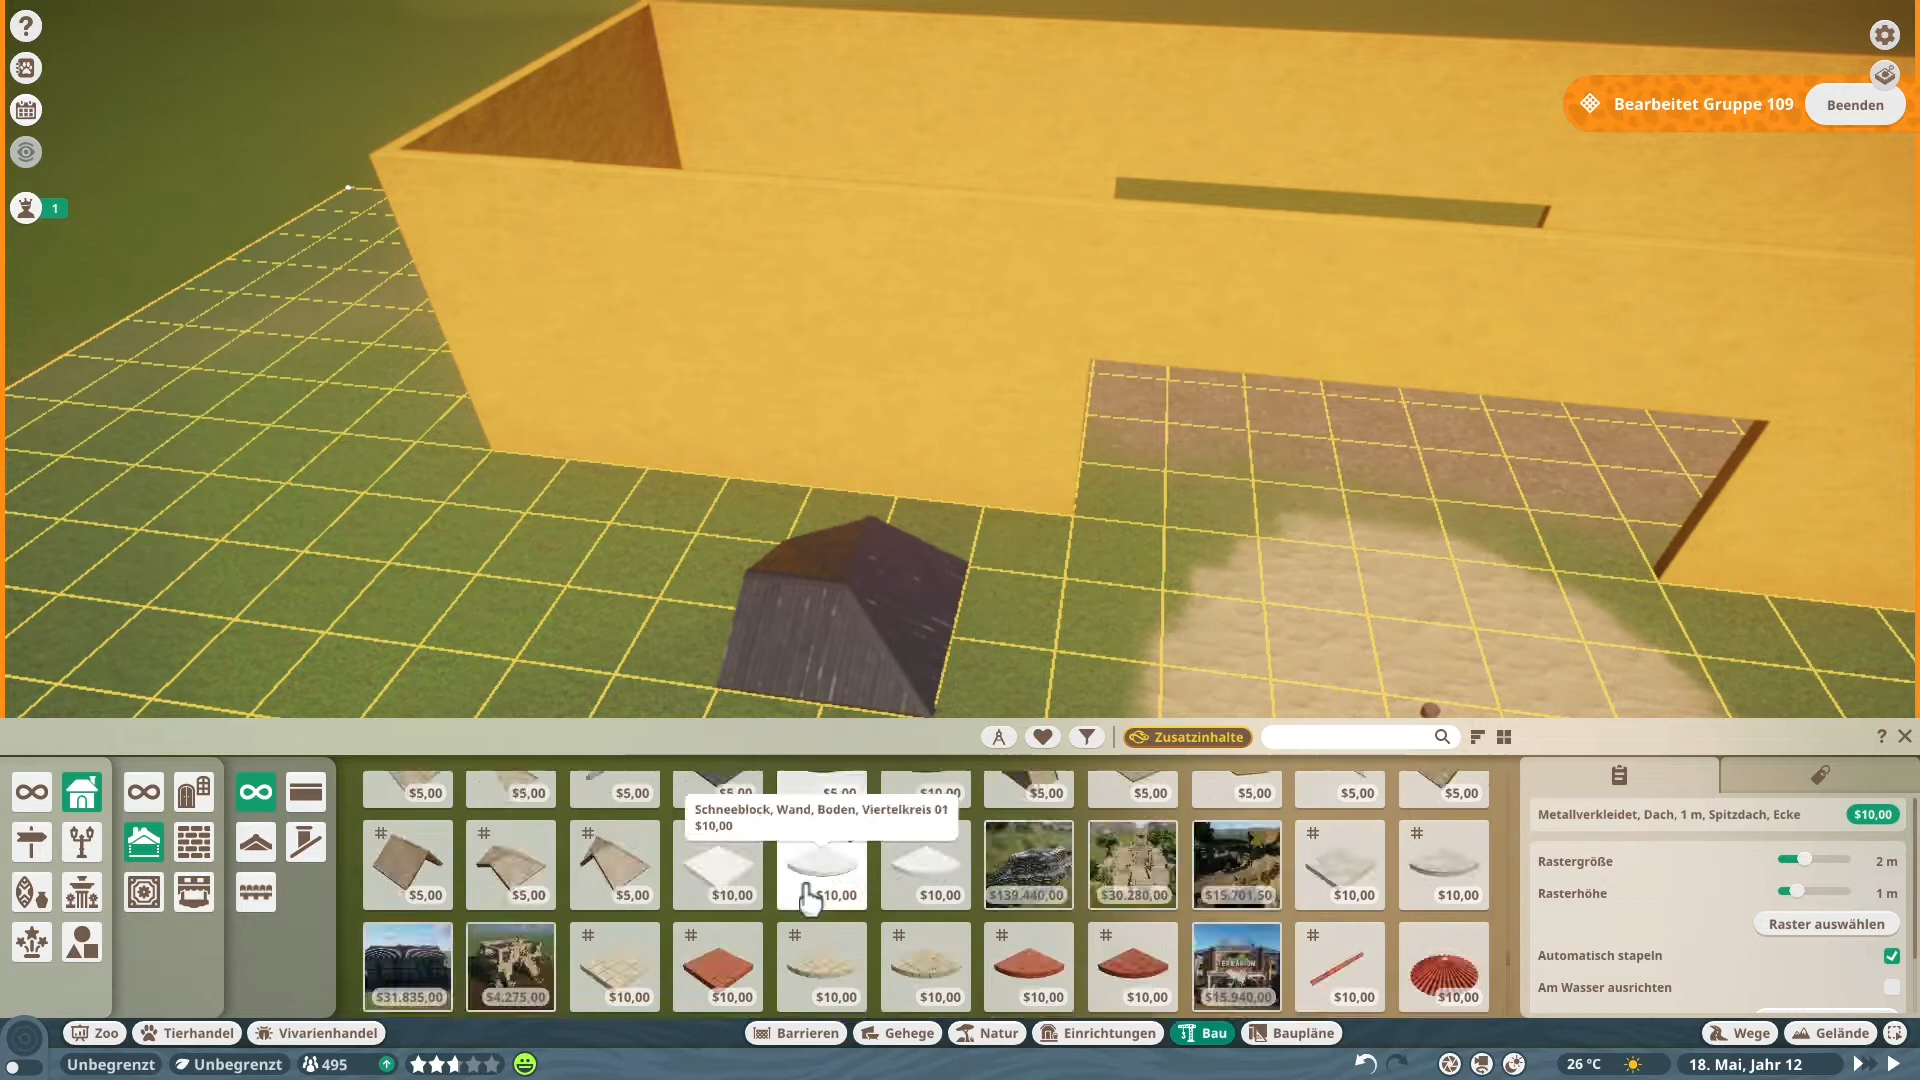 Bearbeitet Gruppe 109
Beenden
1
Zusatzinhalte
$5,00 $5,00 $5,00 $5,00 $5,00 $10,00 $5,00 $5,00 $5,00 $5,00 $5,00
Schneeblock, Wand, Boden, Viertelkreis 01
$10,00
$5,00 $5,00 $5,00 $10,00 $10,00 $10,00 $139.440,00 $30.280,00 $15.701,50 $10,00 $10,00
$31.835,00 $4.275,00 $10,00 $10,00 $10,00 $10,00 $10,00 $10,00 $15.940,00 $10,00 $10,00
Metallverkleidet, Dach, 1 m, Spitzdach, Ecke $10,00
Rastergröße 2 m
Rasterhöhe 1 m
Raster auswählen
Automatisch stapeln
Am Wasser ausrichten
Zoo Tierhandel Vivarienhandel Barrieren Gehege Natur Einrichtungen Bau Baupläne Wege Gelände
Unbegrenzt Unbegrenzt 495 26 °C 18. Mai, Jahr 12